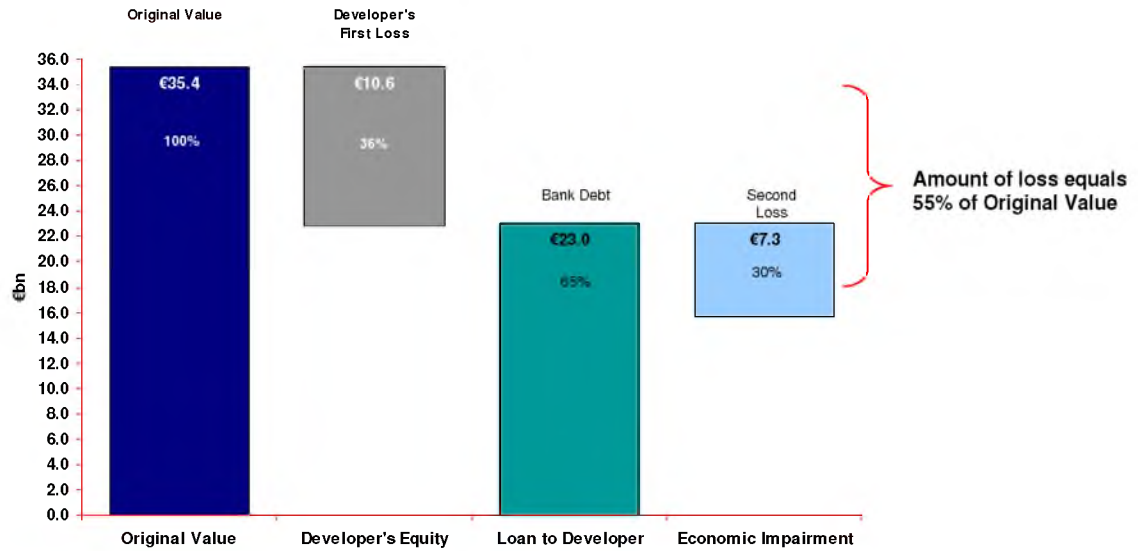 Original Value
Developer's
First Loss
36.0
34.0
32.0
30.0
28.0
26.0
24.0
22.0
20.0
18.0
16.0
14.0
12.0
10.0
8.0
6.0
4.0
2.0
0.0
€bn
€35.4
100%
€10.6
36%
Bank Debt
€23.0
65%
Second
Loss
€7.3
30%
Amount of loss equals
55% of Original Value
Original Value
Developer's Equity
Loan to Developer
Economic Impairment